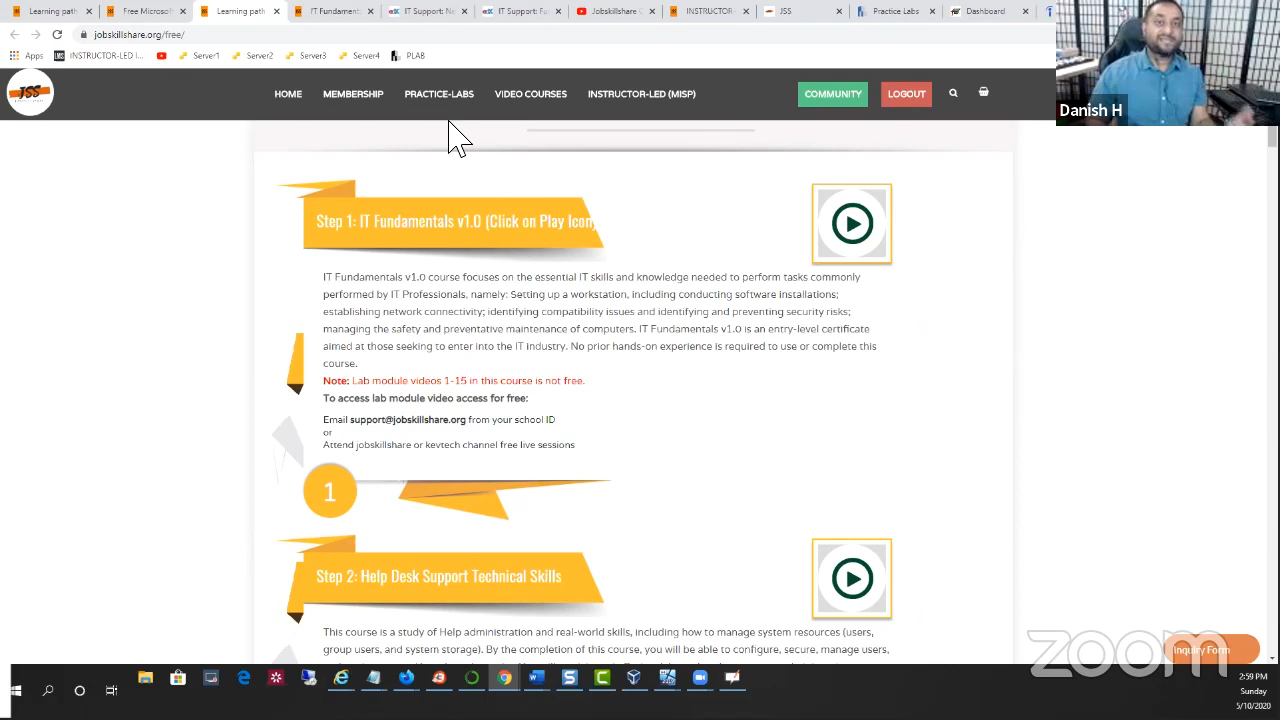 Learning path
Free Microsof
Learning path
IT Fundament
IT Support: Ne
IT Support: Fu
Jobskillshare C
INSTRUCTOR-
JSS
Practice Labs
Dashboard
jobskillshare.org/free/
Apps
INSTRUCTOR-LED I...
Server1
Server2
Server3
Server4
PLAB
JSS
HOME
MEMBERSHIP
PRACTICE-LABS
VIDEO COURSES
INSTRUCTOR-LED (MISP)
COMMUNITY
LOGOUT
Danish H
Step 1: IT Fundamentals v1.0 (Click on Play Icon)
IT Fundamentals v1.0 course focuses on the essential IT skills and knowledge needed to perform tasks commonly
performed by IT Professionals, namely: Setting up a workstation, including conducting software installations;
establishing network connectivity; identifying compatibility issues and identifying and preventing security risks;
managing the safety and preventative maintenance of computers. IT Fundamentals v1.0 is an entry-level certificate
aimed at those seeking to enter into the IT industry. No prior hands-on experience is required to use or complete this
course.
Note: Lab module videos 1-15 in this course is not free.
To access lab module video access for free:
Email support@jobskillshare.org from your school ID
or
Attend jobskillshare or kevtech channel free live sessions
1
Step 2: Help Desk Support Technical Skills
This course is a study of Help administration and real-world skills, including how to manage system resources (users,
group users, and system storage). By the completion of this course, you will be able to configure, secure, manage users,
zoom
Inquiry Form
2:59 PM
Sunday
5/10/2020